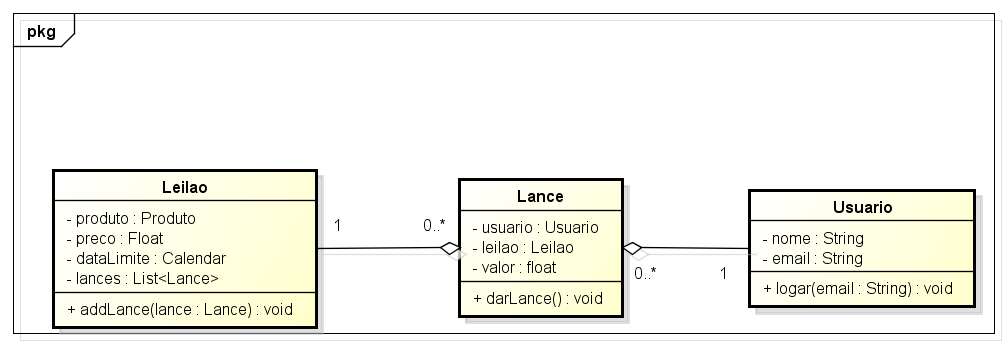 pkg
Leilao
- produto : Produto
- preco : Float
- dataLimite : Calendar
- lances : List<Lance>
+ addLance(lance : Lance) : void
1
0..*
Lance
- usuario : Usuario
- leilao : Leilao
- valor : float
+ darLance() : void
0..*
1
Usuario
- nome : String
- email : String
+ logar(email : String) : void